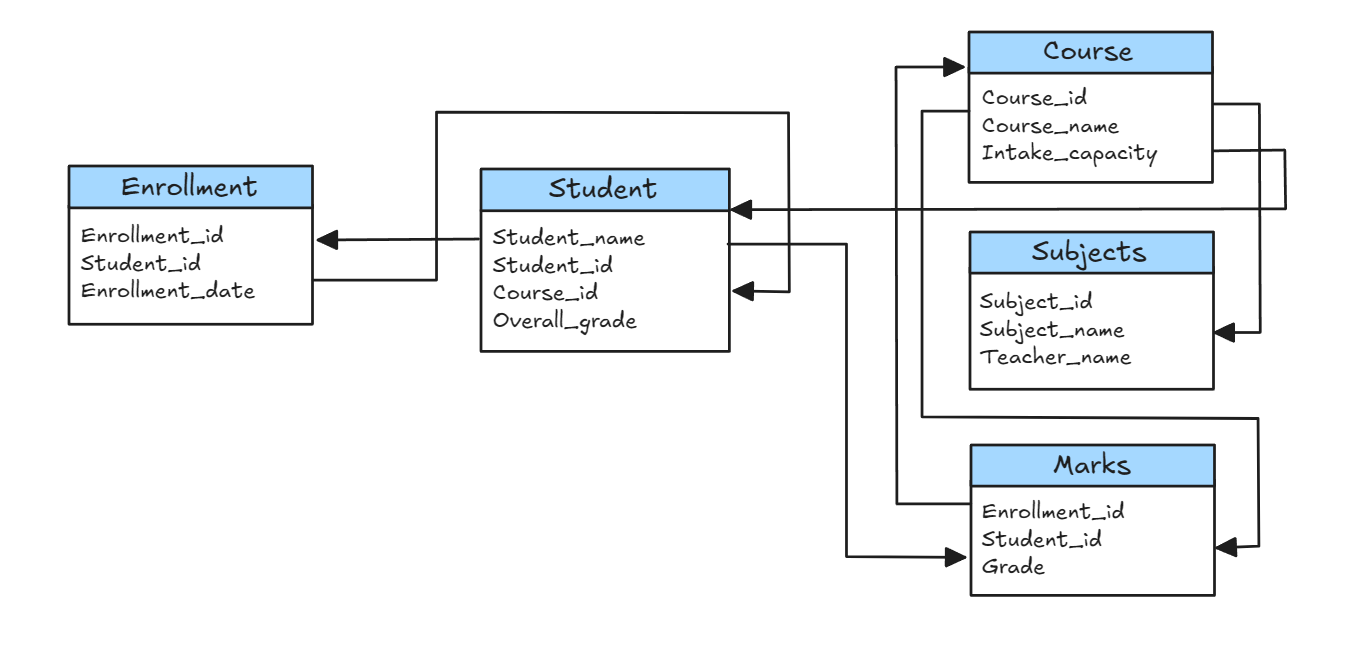 Enrollment
Enrollment_id
Student_id
Enrollment_date
Student
Student_name
Student_id
Course_id
Overall_grade
Course
Course_id
Course_name
Intake_capacity
Subjects
Subject_id
Subject_name
Teacher_name
Marks
Enrollment_id
Student_id
Grade